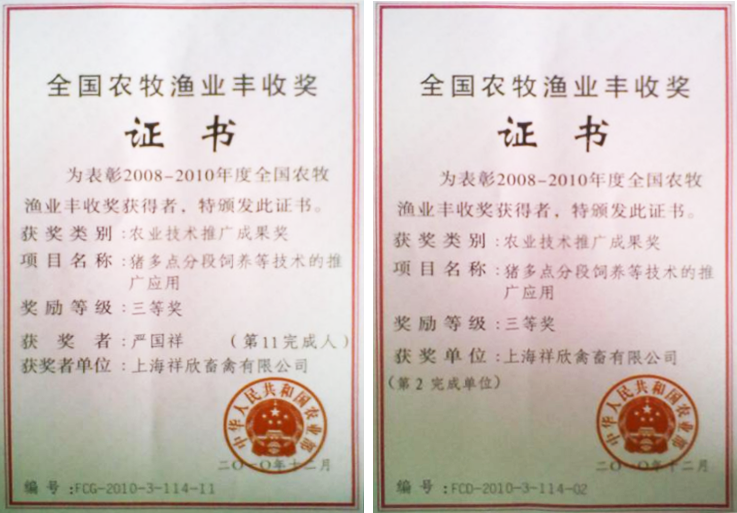 全国农牧渔业丰收奖
证书
为表彰2008-2010年度全国农牧
渔业丰收奖获得者，特颁发此证书。
获奖类别：农业技术推广成果奖
项目名称：猪多点分段饲养等技术的推
广应用
奖励等级：三等奖
获奖者：严国祥 （第11完成人）
获奖者单位：上海祥欣畜禽有限公司
中华人民共和国农业部
二〇一〇年十二月
编号：FCG-2010-3-114-11
全国农牧渔业丰收奖
证书
为表彰2008-2010年度全国农牧
渔业丰收奖获得者，特颁发此证书。
获奖类别：农业技术推广成果奖
项目名称：猪多点分段饲养等技术的推
广应用
奖励等级：三等奖
获奖单位：上海祥欣禽畜有限公司
（第2完成单位）
中华人民共和国农业部
二〇一〇年十二月
编号：FCD-2010-3-114-02